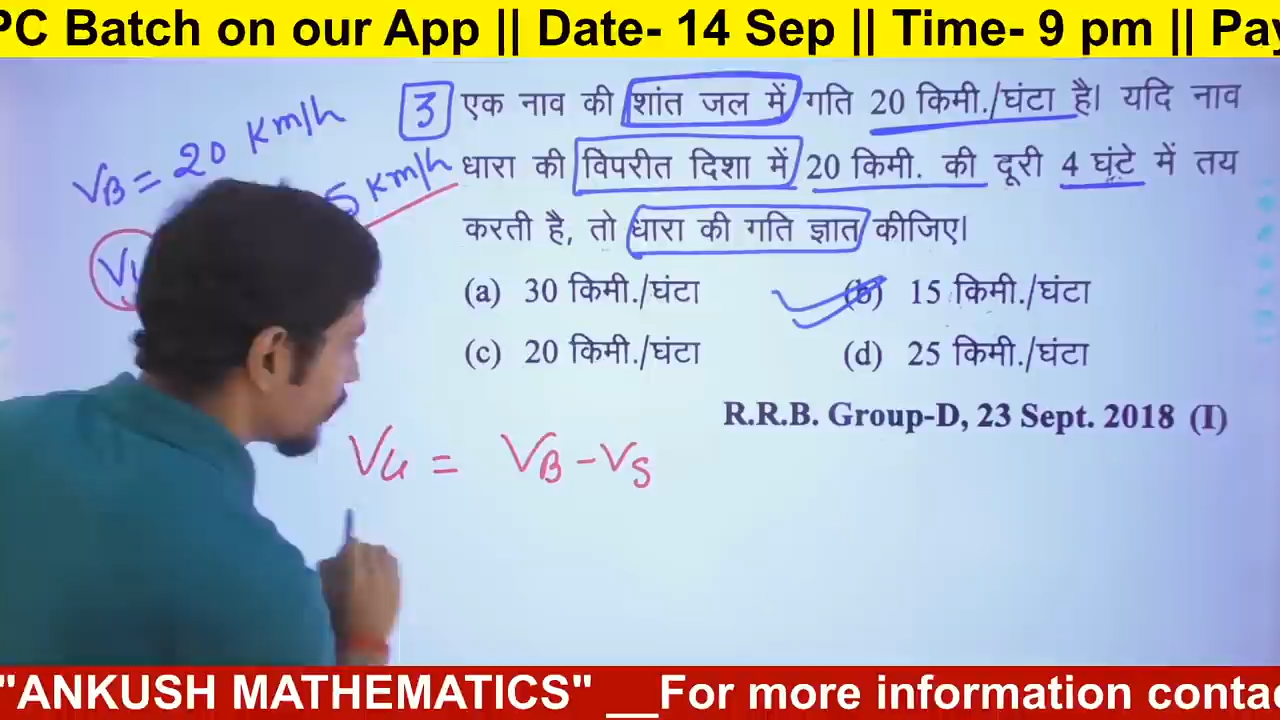 PC Batch on our App || Date- 14 Sep || Time- 9 pm || Pay
3 एक नाव की शांत जल में गति 20 किमी./घंटा है। यदि नाव
धारा की विपरीत दिशा में 20 किमी. की दूरी 4 घंटे में तय
करती है, तो धारा की गति ज्ञात कीजिए।
(a) 30 किमी./घंटा (b) 15 किमी./घंटा
(c) 20 किमी./घंटा (d) 25 किमी./घंटा
R.R.B. Group-D, 23 Sept. 2018 (I)
VB = 20 Km/h
5 Km/h
Vu = VB - VS
"ANKUSH MATHEMATICS" __For more information contac